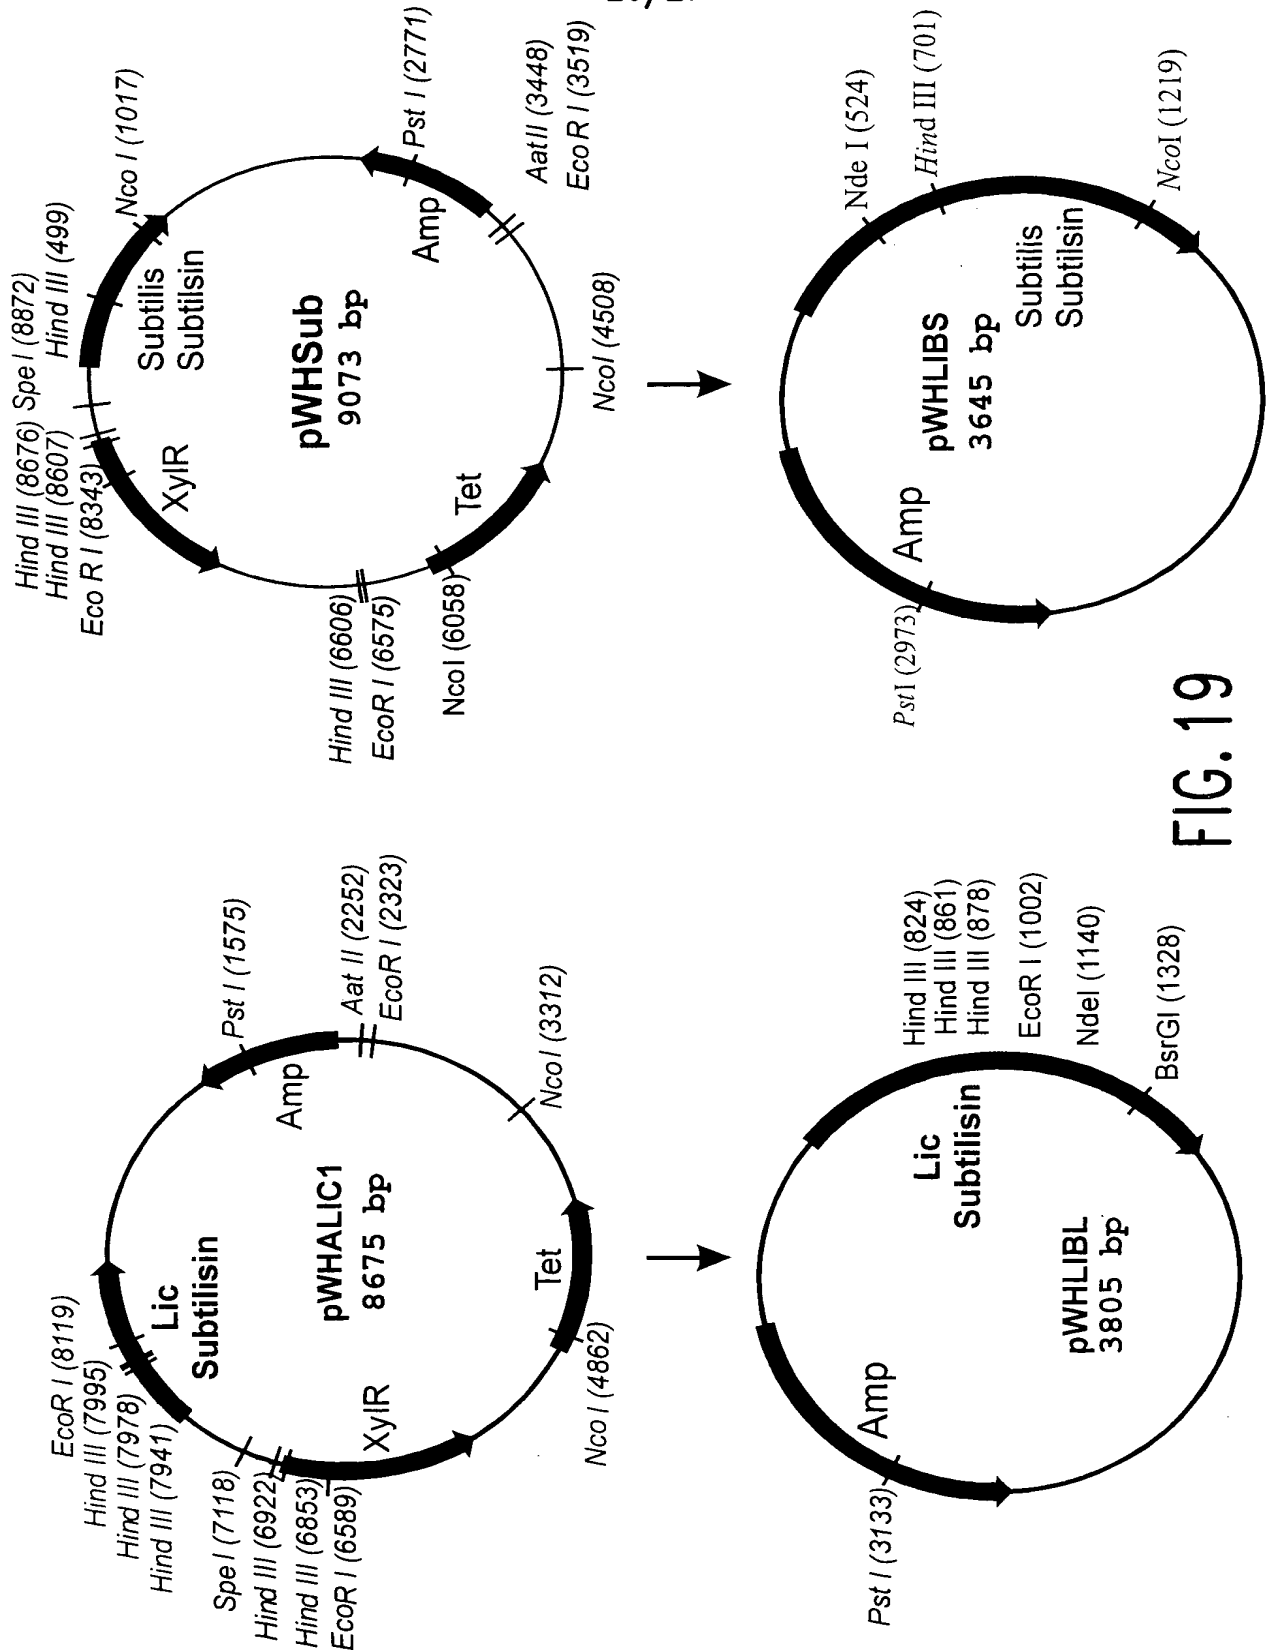 EcoR I (8119)
Hind III (7995)
Hind III (7978)
Hind III (7941)
Spe I (7118)
Hind III (6922)
Hind III (6853)
EcoR I (6589)
Lic
Subtilisin
XylR
pWHALIC1
8675 bp
Pst I (1575)
Amp
Aat II (2252)
EcoR I (2323)
NcoI (3312)
Tet
Nco I (4862)
Hind III (8676)
Spe I (8872)
Hind III (8607)
Hind III (499)
Eco R I (8343)
Nco I (1017)
XylR
Subtilis
Subtilsin
pWHSub
9073 bp
Pst I (2771)
Amp
AatII (3448)
Eco R I (3519)
Hind III (6606)
EcoR I (6575)
NcoI (6058)
Tet
NcoI (4508)
Pst I (3133)
Amp
Lic
Subtilisin
pWHLIBL
3805 bp
Hind III (824)
Hind III (861)
Hind III (878)
EcoR I (1002)
NdeI (1140)
BsrGI (1328)
PstI (2973)
Amp
pWHLIBS
3645 bp
Nde I (524)
Hind III (701)
Subtilis
Subtilsin
NcoI (1219)
FIG. 19